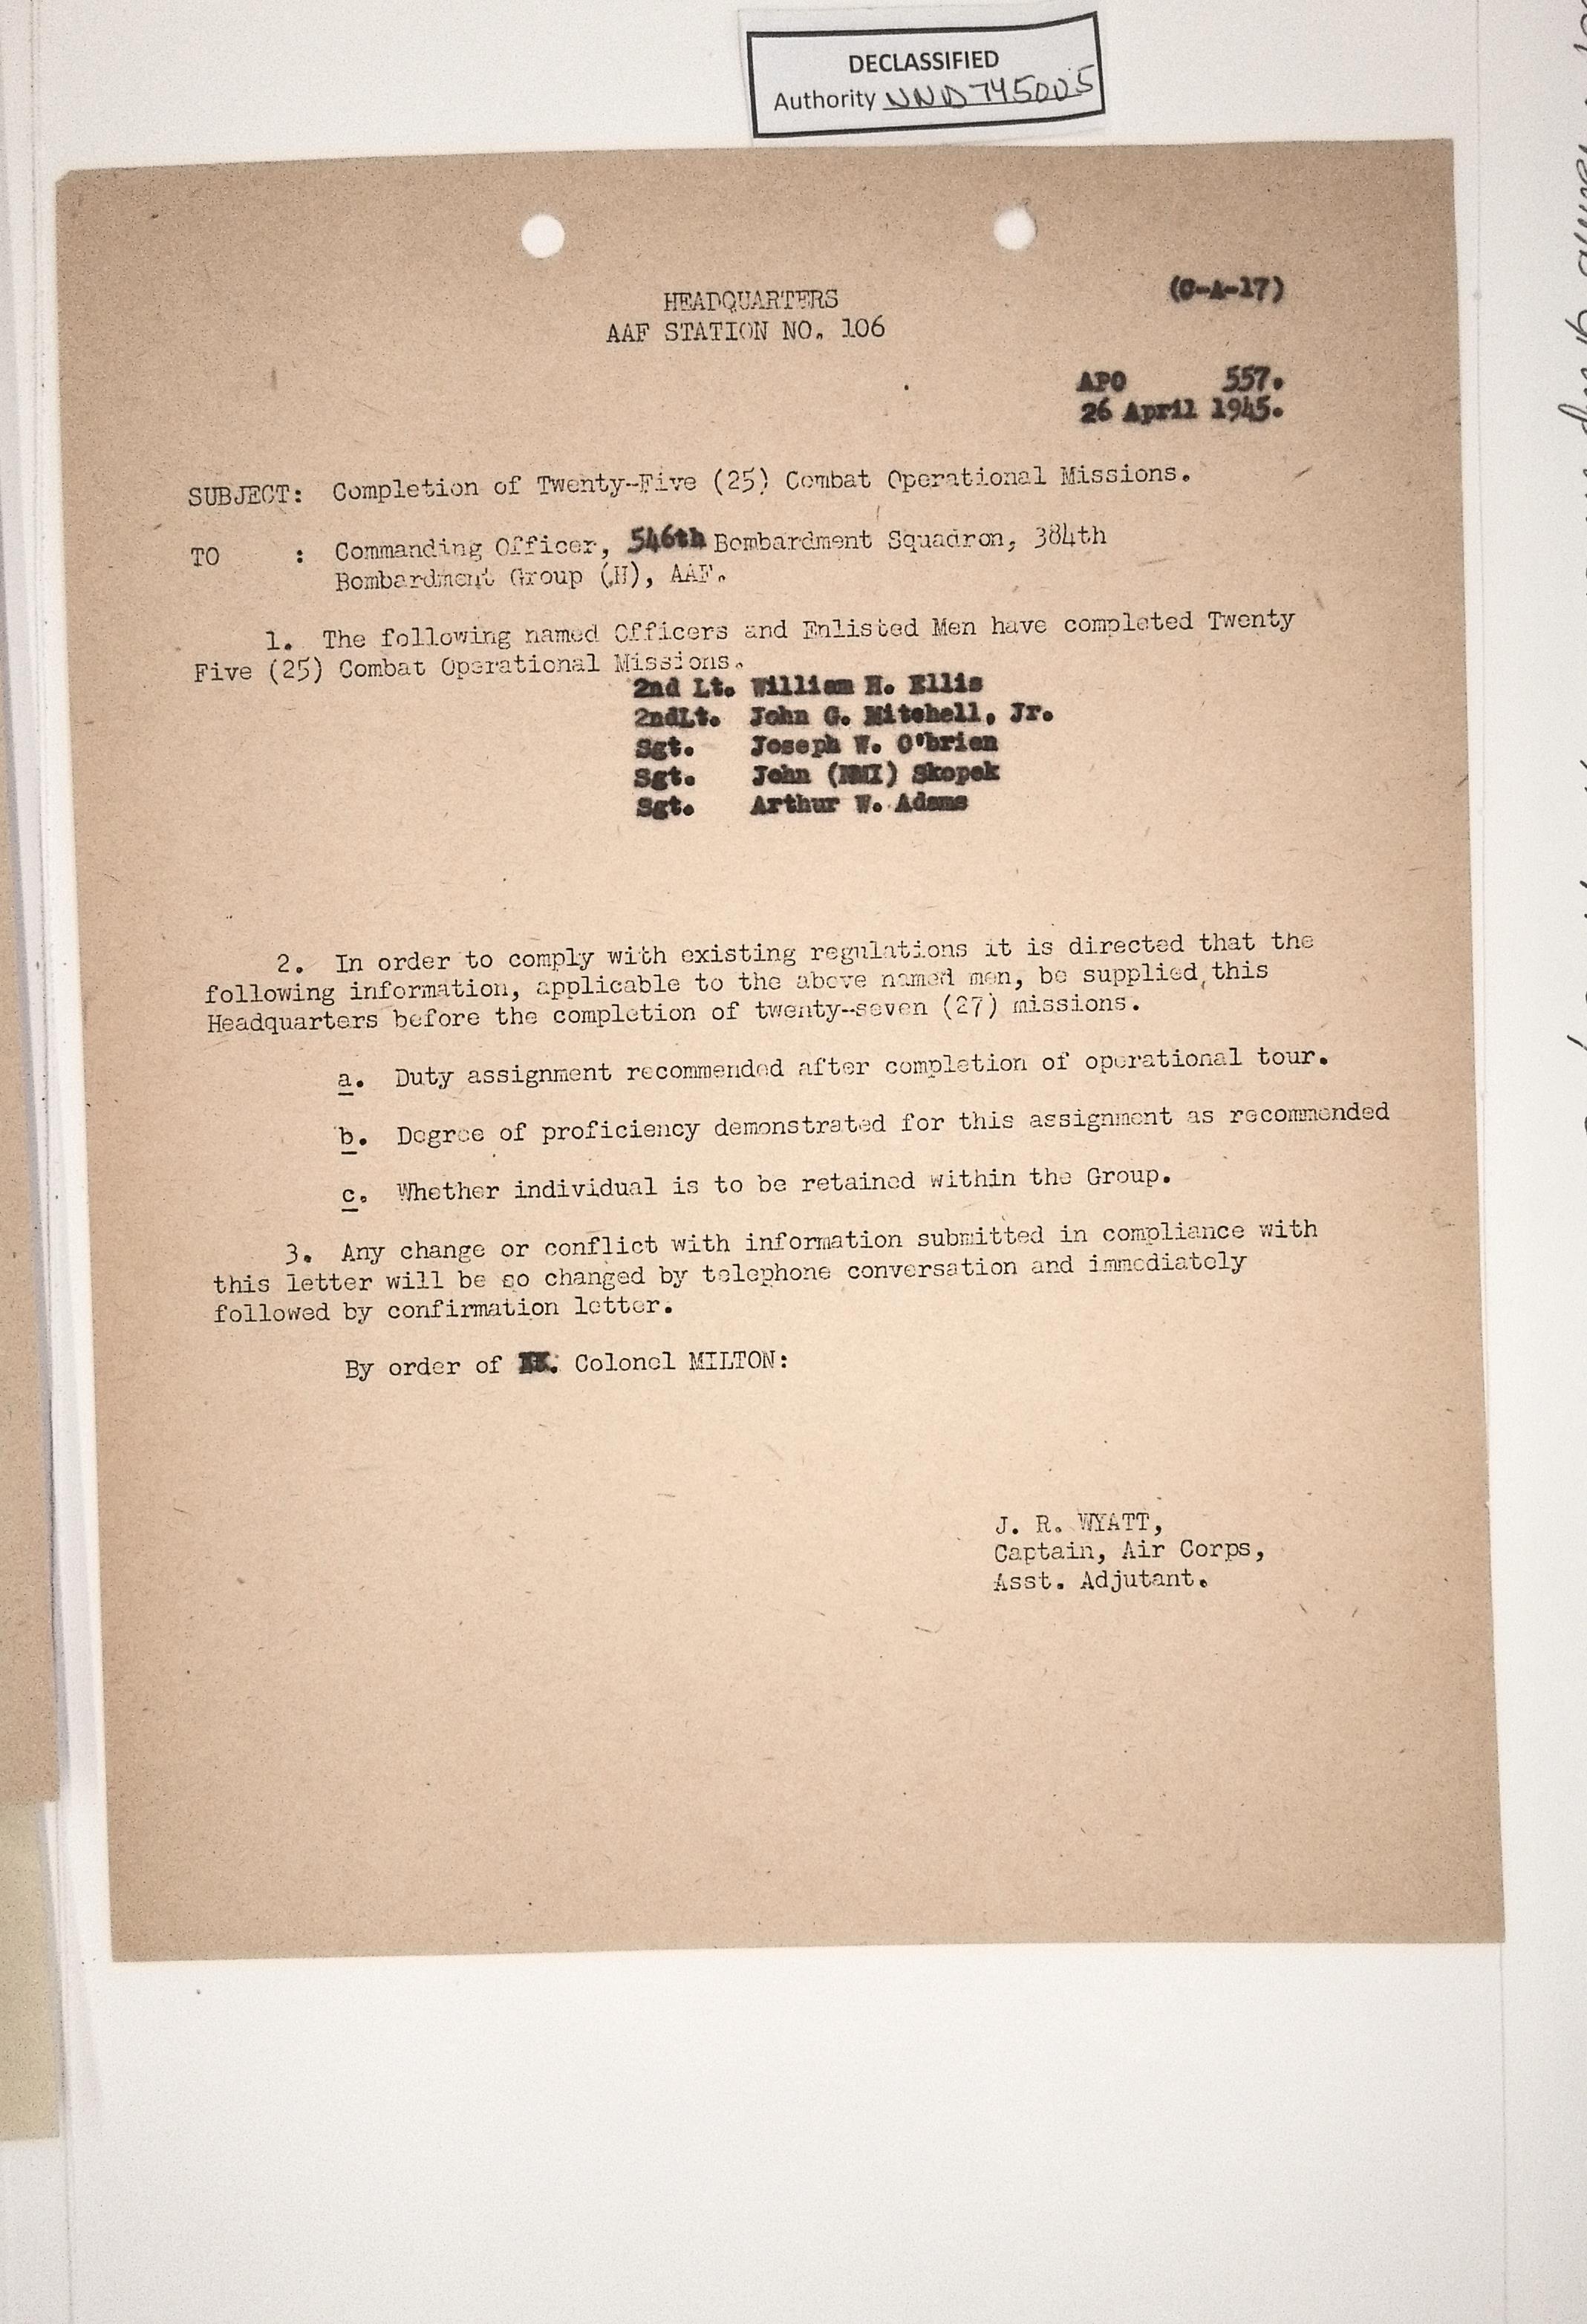 DECLASSIFIED
Authority NND 745005
(C-A-17)
HEADQUARTERS
AAF STATION NO. 106
APO 557.
26 April 1945.
SUBJECT: Completion of Twenty-Five (25) Combat Operational Missions.
TO : Commanding Officer, 546th Bombardment Squadron, 384th
Bombardment Group (H), AAF.
1. The following named Officers and Enlisted Men have completed Twenty
Five (25) Combat Operational Missions.
2nd Lt. William H. Ellis
2ndLt. John G. Mitchell, Jr.
Sgt. Joseph W. O'brien
Sgt. John (NMI) Skopek
Sgt. Arthur W. Adams
2. In order to comply with existing regulations it is directed that the
following information, applicable to the above named men, be supplied this
Headquarters before the completion of twenty-seven (27) missions.
a. Duty assignment recommended after completion of operational tour.
b. Degree of proficiency demonstrated for this assignment as recommended
c. Whether individual is to be retained within the Group.
3. Any change or conflict with information submitted in compliance with
this letter will be so changed by telephone conversation and immediately
followed by confirmation letter.
By order of Colonel MILTON:
J. R. WYATT,
Captain, Air Corps,
Asst. Adjutant.